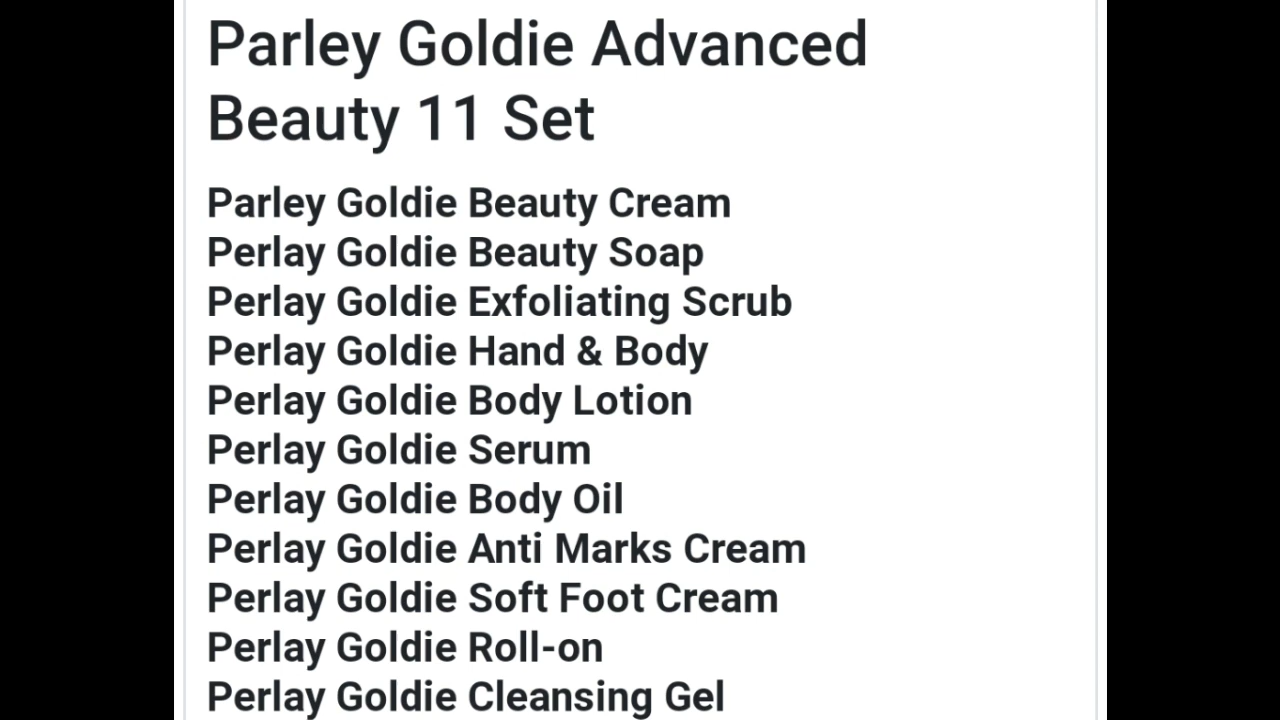 Parley Goldie Advanced
Beauty 11 Set
Parley Goldie Beauty Cream
Perlay Goldie Beauty Soap
Perlay Goldie Exfoliating Scrub
Perlay Goldie Hand & Body
Perlay Goldie Body Lotion
Perlay Goldie Serum
Perlay Goldie Body Oil
Perlay Goldie Anti Marks Cream
Perlay Goldie Soft Foot Cream
Perlay Goldie Roll-on
Perlay Goldie Cleansing Gel